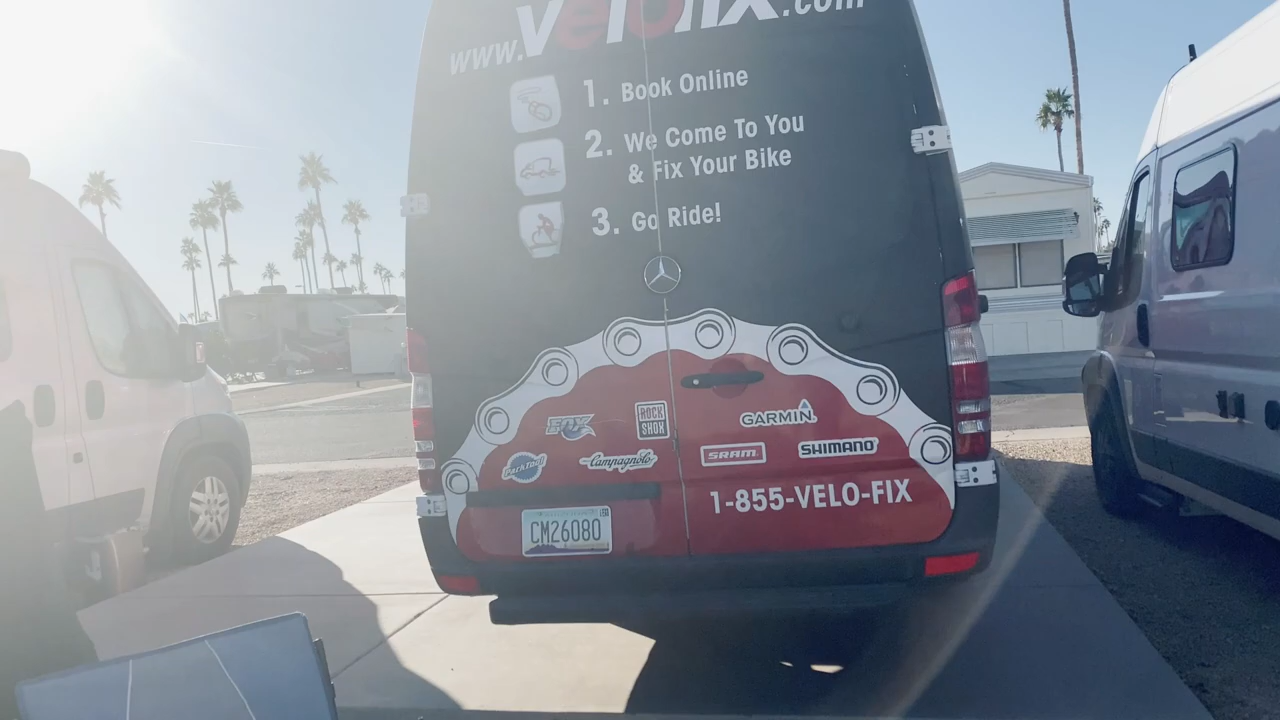 www.velofix.com
1. Book Online
2. We Come To You
& Fix Your Bike
3. Go Ride!
FOX
ROCK
SHOX
GARMIN
ParkTool
Campagnolo
SRAM
SHIMANO
1-855-VELO-FIX
CM26080